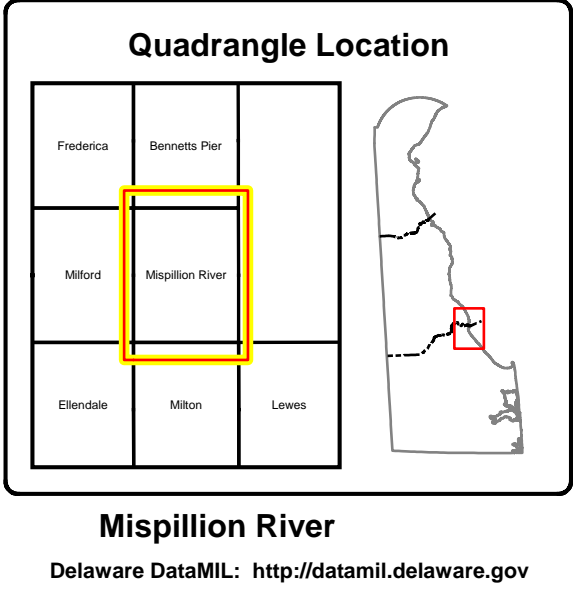 Quadrangle Location
Frederica
Bennetts Pier
Milford
Mispillion River
Ellendale
Milton
Lewes
Mispillion River
Delaware DataMIL:  http://datamil.delaware.gov